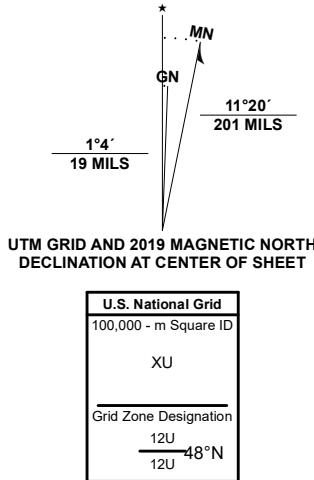 ★
MN
GN
11°20´
201 MILS
1°4´
19 MILS
UTM GRID AND 2019 MAGNETIC NORTH
DECLINATION AT CENTER OF SHEET
U.S. National Grid
100,000 - m Square ID
XU
Grid Zone Designation
12U
48°N
12U